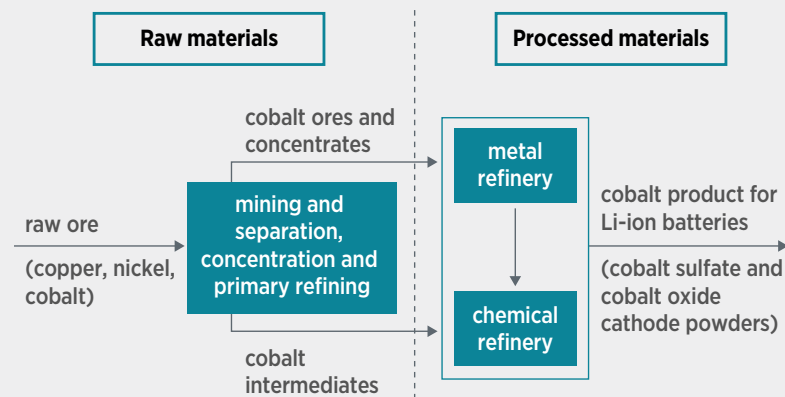 Raw materials
Processed materials
cobalt ores and
concentrates
raw ore
(copper, nickel,
cobalt)
mining and
separation,
concentration and
primary refining
cobalt
intermediates
metal
refinery
chemical
refinery
cobalt product for
Li-ion batteries
(cobalt sulfate and
cobalt oxide
cathode powders)